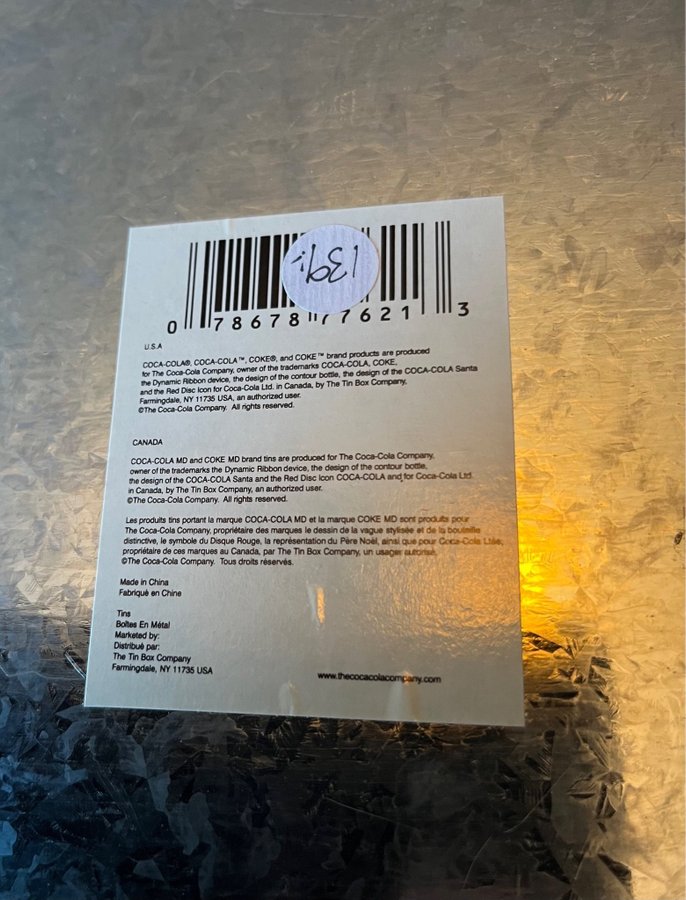 139
0 78678 77621 3
U.S.A
COCA-COLA®, COCA-COLA™, COKE®, and COKE™ brand products are produced
for The Coca-Cola Company, owner of the trademarks COCA-COLA, COKE,
the Dynamic Ribbon device, the design of the contour bottle, the design of the COCA-COLA Santa
and the Red Disc Icon for Coca-Cola Ltd. in Canada, by The Tin Box Company,
Farmingdale, NY 11735 USA, an authorized user.
©The Coca-Cola Company. All rights reserved.
CANADA
COCA-COLA MD and COKE MD brand tins are produced for The Coca-Cola Company,
owner of the trademarks the Dynamic Ribbon device, the design of the contour bottle,
the design of the COCA-COLA Santa and the Red Disc Icon COCA-COLA and for Coca-Cola Ltd.
in Canada, by The Tin Box Company, an authorized user.
©The Coca-Cola Company. All rights reserved.
Les produits tins portant la marque COCA-COLA MD et la marque COKE MD sont produits pour
The Coca-Cola Company, propriétaire des marques le dessin de la vague stylisée et de la bouteille
distinctive, le symbole du Disque Rouge, la représentation du Père Noël, ainsi que pour Coca-Cola Ltée,
propriétaire de ces marques au Canada, par The Tin Box Company, un usager autorisé.
©The Coca-Cola Company. Tous droits réservés.
Made in China
Fabriqué en Chine
Tins
Boîtes En Métal
Marketed by:
Distribué par:
The Tin Box Company
Farmingdale, NY 11735 USA
www.thecocacolacompany.com